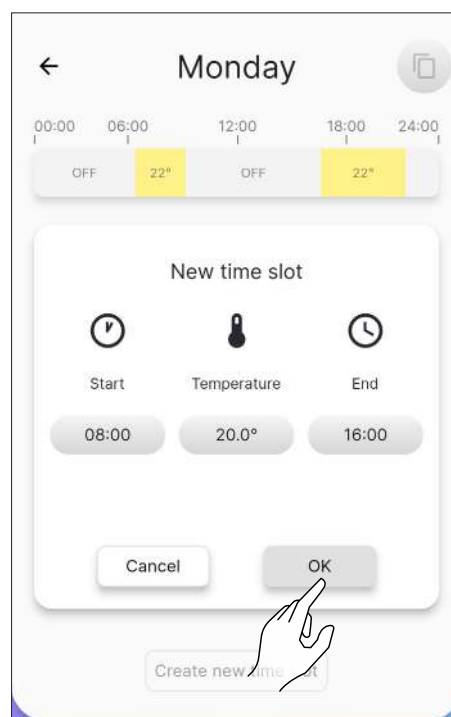 Monday
00:00 06:00 12:00 18:00 24:00
OFF 22° OFF 22°
New time slot
Start Temperature End
08:00 20.0° 16:00
Cancel OK
Create new time